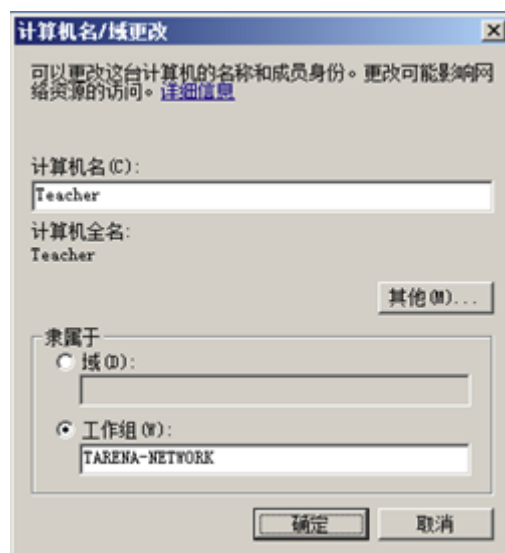 计算机名/域更改
可以更改这台计算机的名称和成员身份。更改可能影响网
络资源的访问。详细信息
计算机名(C):
Teacher
计算机全名:
Teacher
其他(M)...
隶属于
域(D):
工作组(W):
TARENA-NETWORK
确定
取消